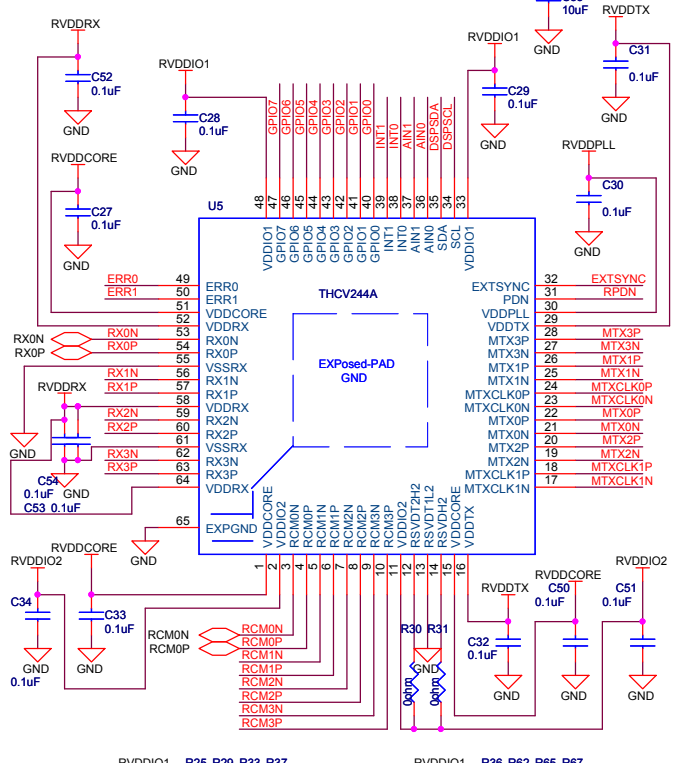 10uF
GND
RVDDTX
C31
0.1uF
GND
RVDDRX
C52
0.1uF
GND
RVDDIO1
C28
0.1uF
GND
RVDDIO1
C29
0.1uF
GND
RVDDCORE
C27
0.1uF
GND
RVDDPLL
C30
0.1uF
GND
GPIO7
GPIO6
GPIO5
GPIO4
GPIO3
GPIO2
GPIO1
GPIO0
INT1
INT0
AIN1
AIN0
DSPSDA
DSPSCL
48
47
46
45
44
43
42
41
40
39
38
37
36
35
34
33
U5
VDDIO1
GPIO7
GPIO6
GPIO5
GPIO4
GPIO3
GPIO2
GPIO1
GPIO0
INT1
INT0
AIN1
AIN0
SDA
SCL
VDDIO1
THCV244A
EXPosed-PAD
GND
ERR0 49 ERR0
ERR1 50 ERR1
51 VDDCORE
52 VDDRX
RX0N RX0N 53 RX0N
RX0P RX0P 54 RX0P
55 VSSRX
RX1N 56 RX1N
RX1P 57 RX1P
RVDDRX
58 VDDRX
RX2N 59 RX2N
RX2P 60 RX2P
61 VSSRX
RX3N 62 RX3N
RX3P 63 RX3P
64 VDDRX
65 EXPGND
GND
C54
0.1uF GND
C53 0.1uF
GND
EXTSYNC 32 EXTSYNC
PDN 31 RPDN
VDDPLL 30
VDDTX 29
MTX3P 28 MTX3P
MTX3N 27 MTX3N
MTX1P 26 MTX1P
MTX1N 25 MTX1N
MTXCLK0P 24 MTXCLK0P
MTXCLK0N 23 MTXCLK0N
MTX0P 22 MTX0P
MTX0N 21 MTX0N
MTX2P 20 MTX2P
MTX2N 19 MTX2N
MTXCLK1P 18 MTXCLK1P
MTXCLK1N 17 MTXCLK1N
VDDCORE
VDDIO2
RCM0N
RCM0P
RCM1N
RCM1P
RCM2N
RCM2P
RCM3N
RCM3P
VDDIO2
RSVDT2H2
RSVDT1L2
RSVDH2
VDDCORE
VDDTX
1
2
3
4
5
6
7
8
9
10
11
12
13
14
15
16
RVDDIO2
C34
GND
0.1uF
RVDDCORE
C33
0.1uF
GND
RCM0N RCM0N
RCM0P RCM0P
RCM1N
RCM1P
RCM2N
RCM2P
RCM3N
RCM3P
R30 R31
GND
0ohm
0ohm
RVDDTX
C32
0.1uF
GND
RVDDCORE
C50
0.1uF
GND
RVDDIO2
C51
0.1uF
GND
RVDDIO1 R25 R29 R33 R37
RVDDIO1 R36 R62 R65 R67